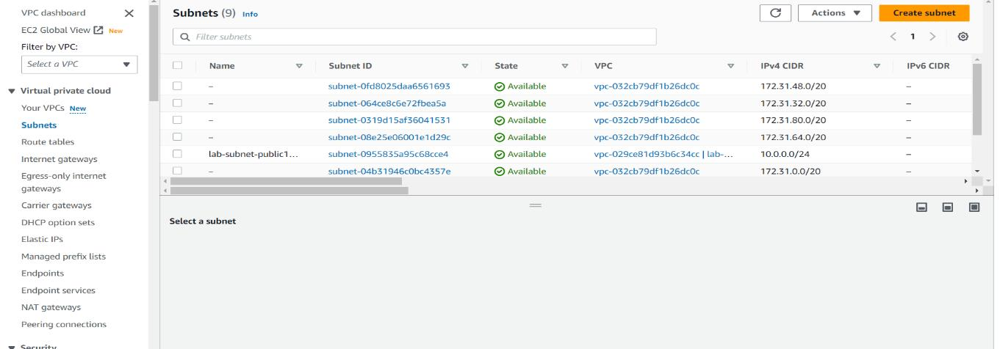 VPC dashboard
EC2 Global View New
Filter by VPC:
Select a VPC
Virtual private cloud
Your VPCs New
Subnets
Route tables
Internet gateways
Egress-only internet
gateways
Carrier gateways
DHCP option sets
Elastic IPs
Managed prefix lists
Endpoints
Endpoint services
NAT gateways
Peering connections
Security
Subnets (9) Info
Actions
Create subnet
Filter subnets
1
Name Subnet ID State VPC IPv4 CIDR IPv6 CIDR
– subnet-0fd8025daa6561693 Available vpc-032cb79df1b26dc0c 172.31.48.0/20 –
– subnet-064ce8c6e72fbea5a Available vpc-032cb79df1b26dc0c 172.31.32.0/20 –
– subnet-0319d15af36041531 Available vpc-032cb79df1b26dc0c 172.31.80.0/20 –
– subnet-08e25e06001e1d29c Available vpc-032cb79df1b26dc0c 172.31.64.0/20 –
lab-subnet-public1... subnet-0955835a95c68cce4 Available vpc-029ce81d93b6c34cc | lab-... 10.0.0.0/24 –
– subnet-04b31946c0bc4357e Available vpc-032cb79df1b26dc0c 172.31.0.0/20 –
Select a subnet